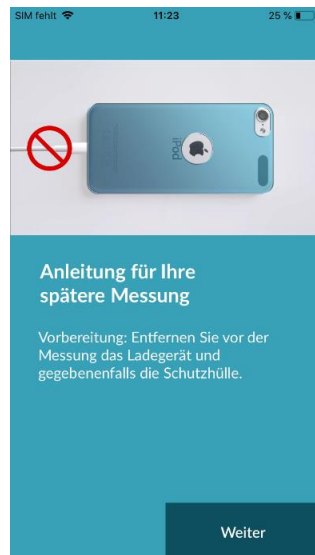 SIM fehlt 11:23 25 %
iPod
Anleitung für Ihre
spätere Messung
Vorbereitung: Entfernen Sie vor der
Messung das Ladegerät und
gegebenenfalls die Schutzhülle.
Weiter